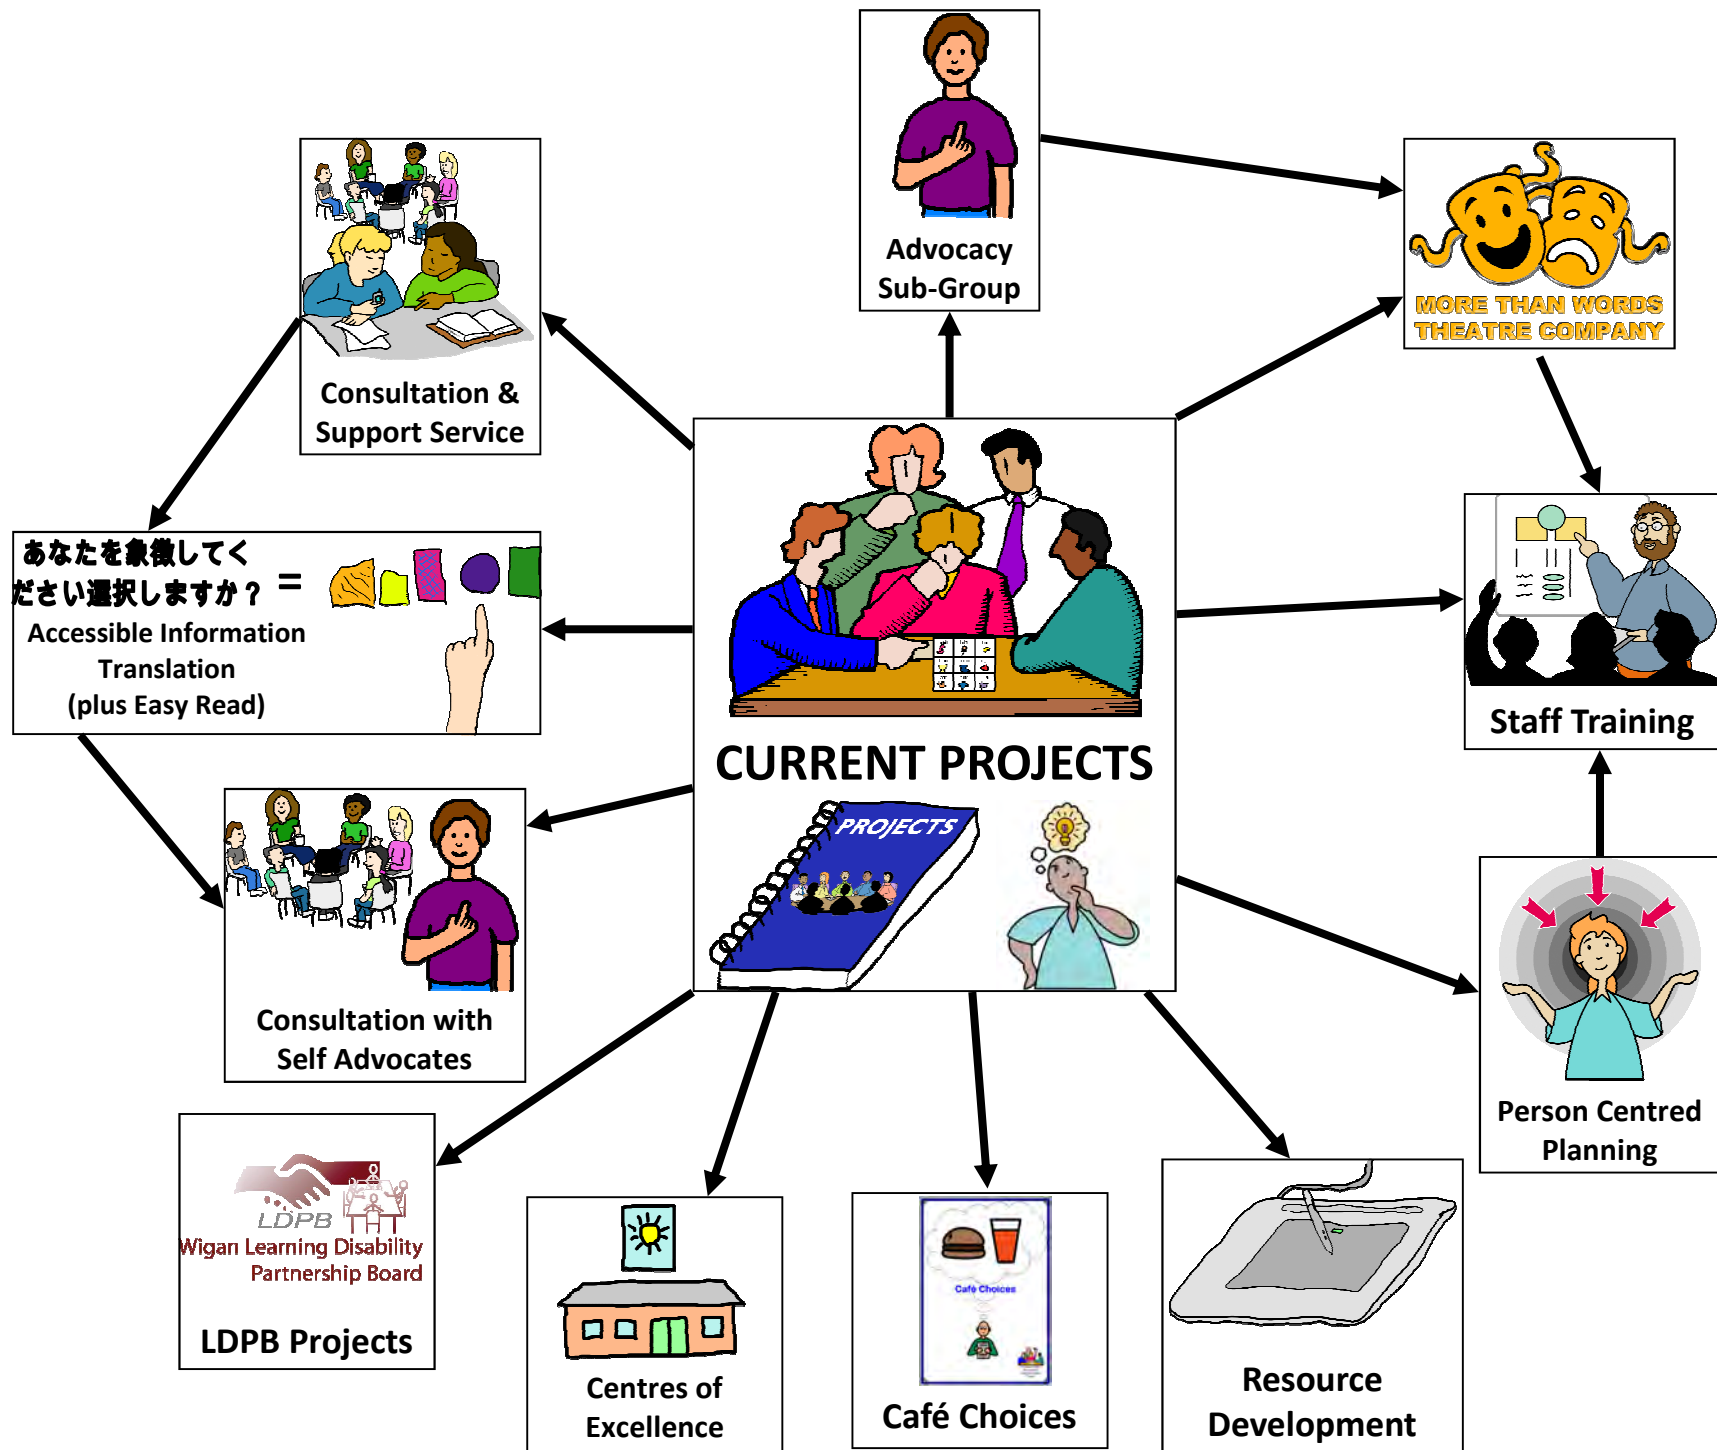 Advocacy
Sub-Group
MORE THAN WORDS
THEATRE COMPANY
Consultation &
Support Service
あなたを象徴してく
ださい選択しますか？ =
Accessible Information
Translation
(plus Easy Read)
CURRENT PROJECTS
PROJECTS
Staff Training
Consultation with
Self Advocates
Person Centred
Planning
LDPB
Wigan Learning Disability
Partnership Board
LDPB Projects
Centres of
Excellence
Café Choices
Café Choices
Resource
Development